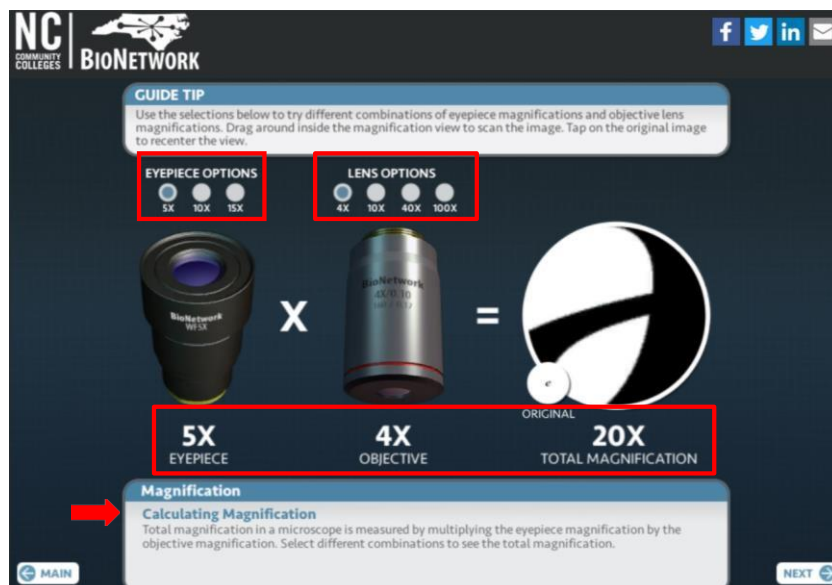 NC
COMMUNITY
COLLEGES
BIONETWORK
GUIDE TIP
Use the selections below to try different combinations of eyepiece magnifications and objective lens
magnifications. Drag around inside the magnification view to scan the image. Tap on the original image
to recenter the view.
EYEPIECE OPTIONS
5X 10X 15X
LENS OPTIONS
4X 10X 40X 100X
BioNetwork
WF5X
X
BioNetwork
4X/0.10
=
e
ORIGINAL
5X
EYEPIECE
4X
OBJECTIVE
20X
TOTAL MAGNIFICATION
Magnification
Calculating Magnification
Total magnification in a microscope is measured by multiplying the eyepiece magnification by the
objective magnification. Select different combinations to see the total magnification.
MAIN
NEXT